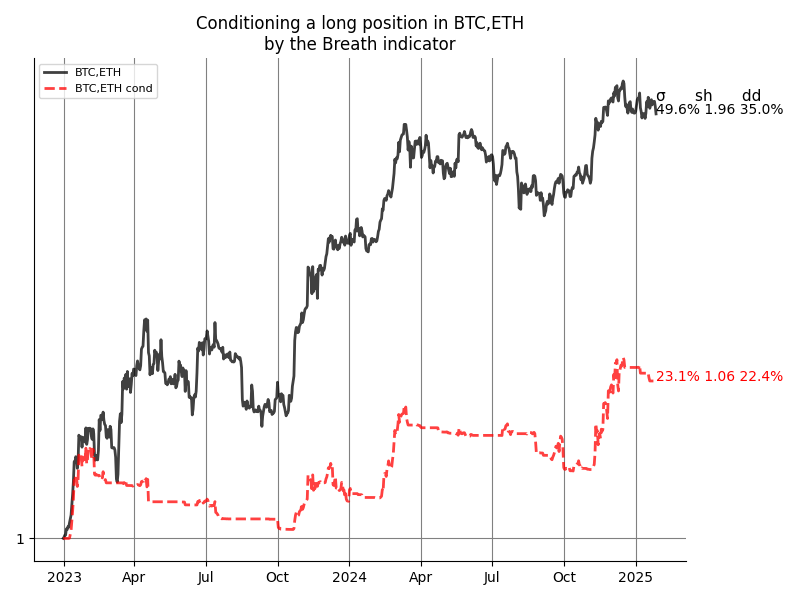 Conditioning a long position in BTC,ETH
by the Breath indicator
BTC,ETH
BTC,ETH cond
σ sh dd
49.6% 1.96 35.0%
23.1% 1.06 22.4%
1
2023 Apr Jul Oct 2024 Apr Jul Oct 2025